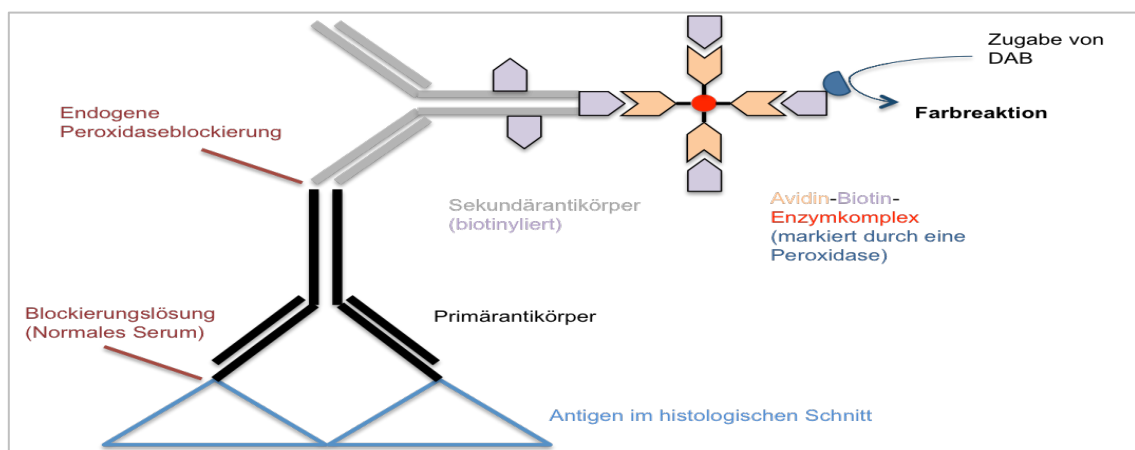 Zugabe von
DAB
Farbreaktion
Endogene
Peroxidaseblockierung
Sekundärantikörper
(biotinyliert)
Avidin-Biotin-
Enzymkomplex
(markiert durch eine
Peroxidase)
Blockierungslösung
(Normales Serum)
Primärantikörper
Antigen im histologischen Schnitt